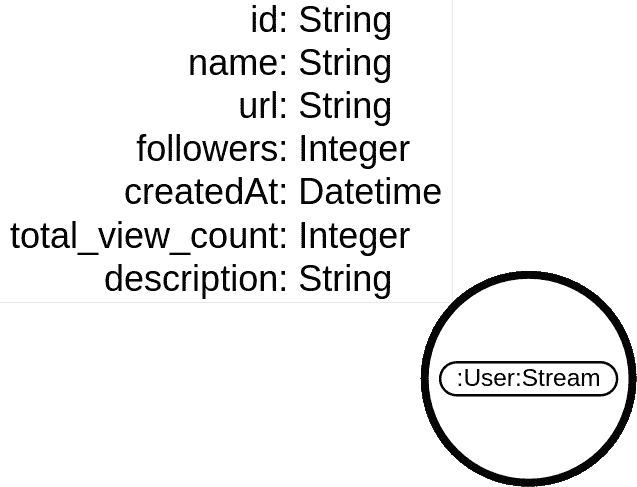 id: String
name: String
url: String
followers: Integer
createdAt: Datetime
total_view_count: Integer
description: String
:User:Stream